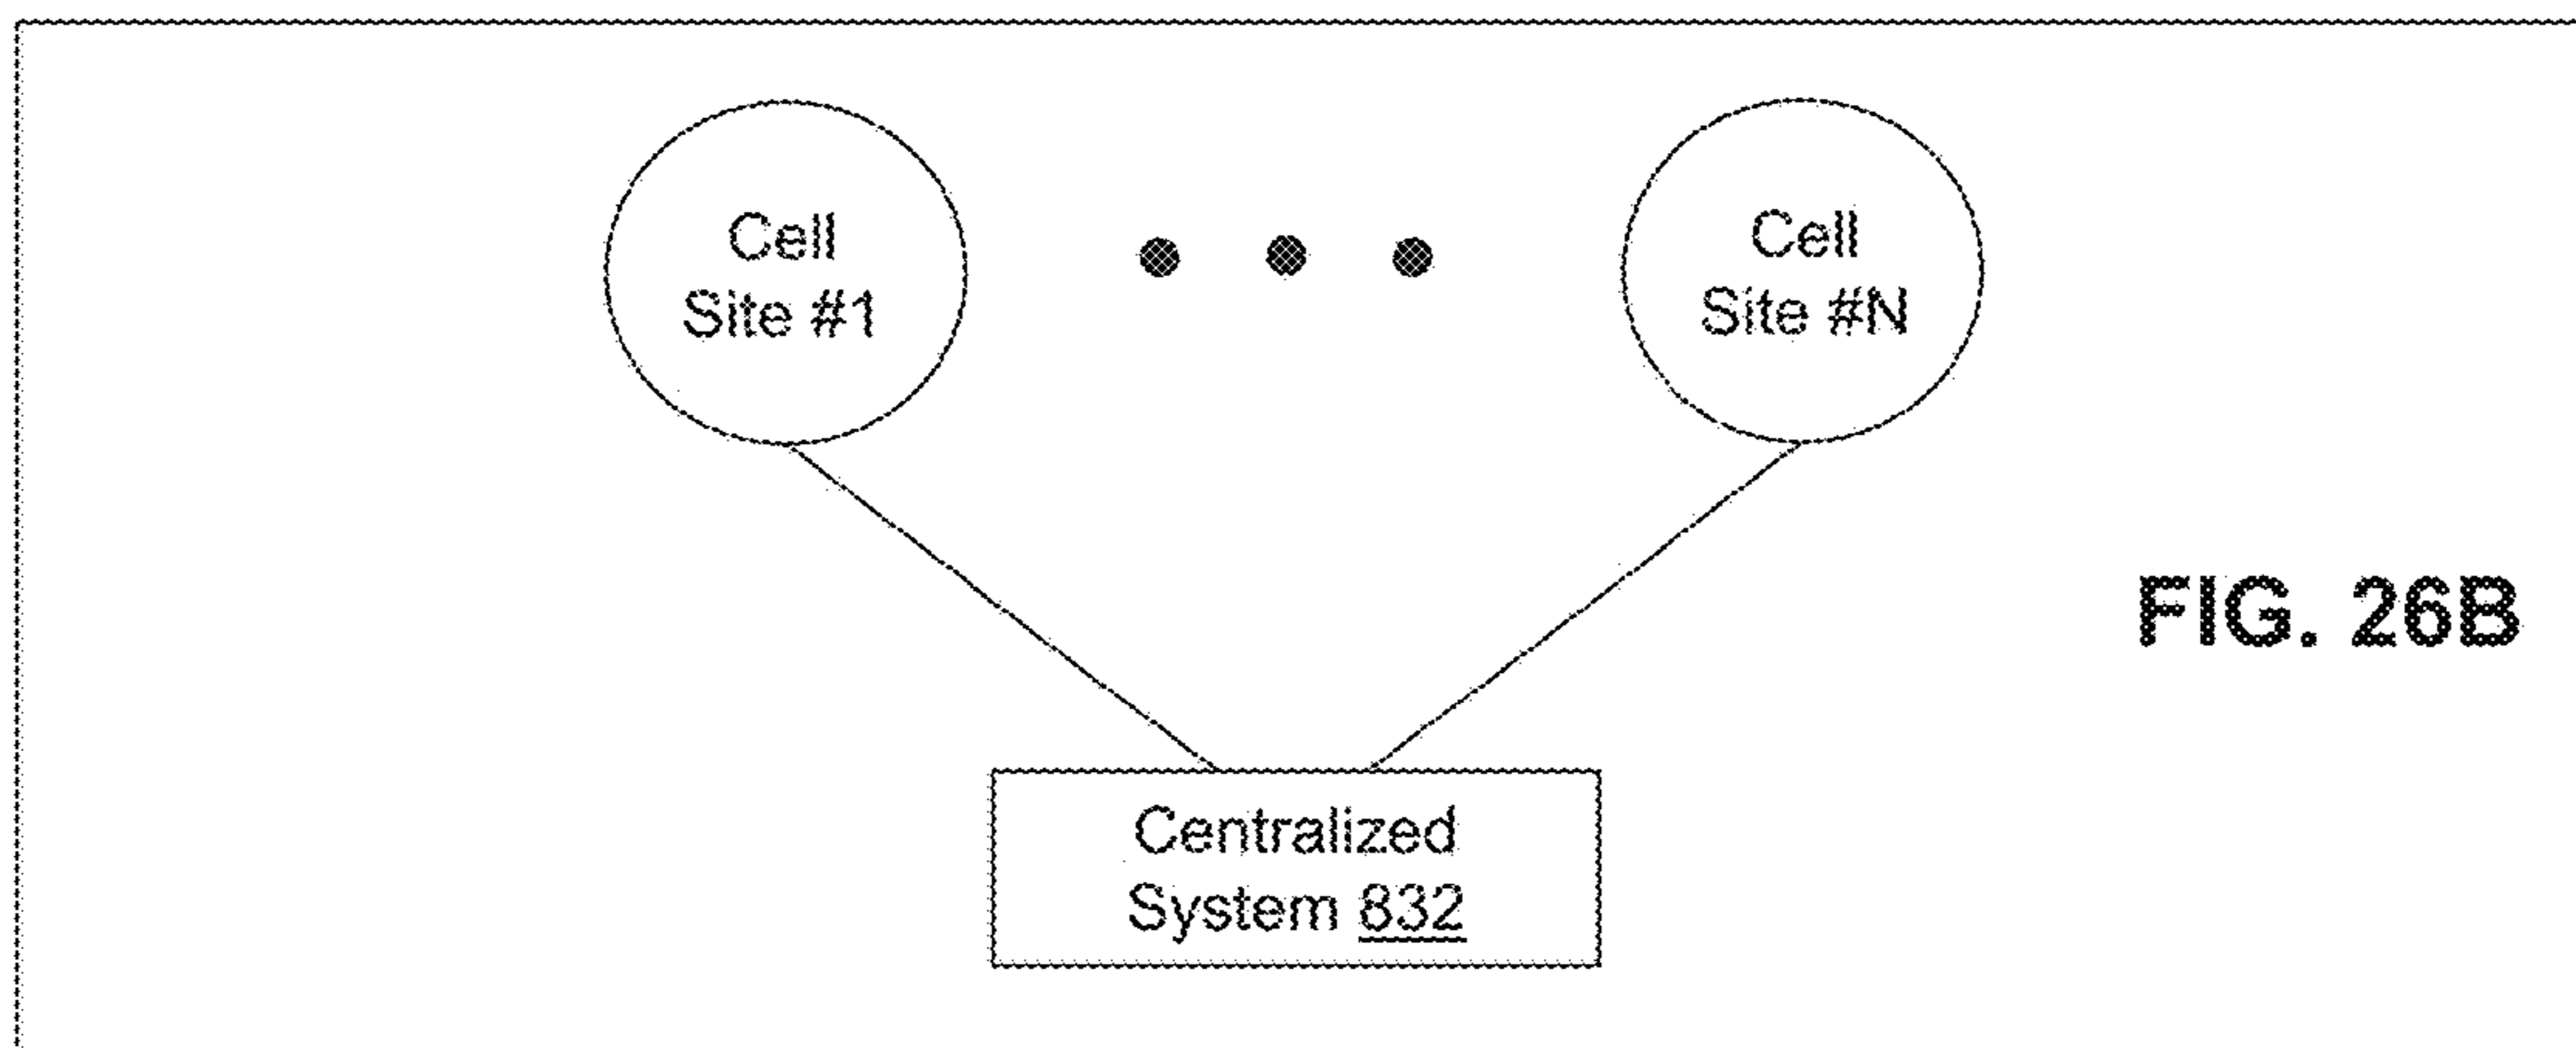 Cell
Site #1
Cell
Site #N
FIG. 26B
Centralized
System 832